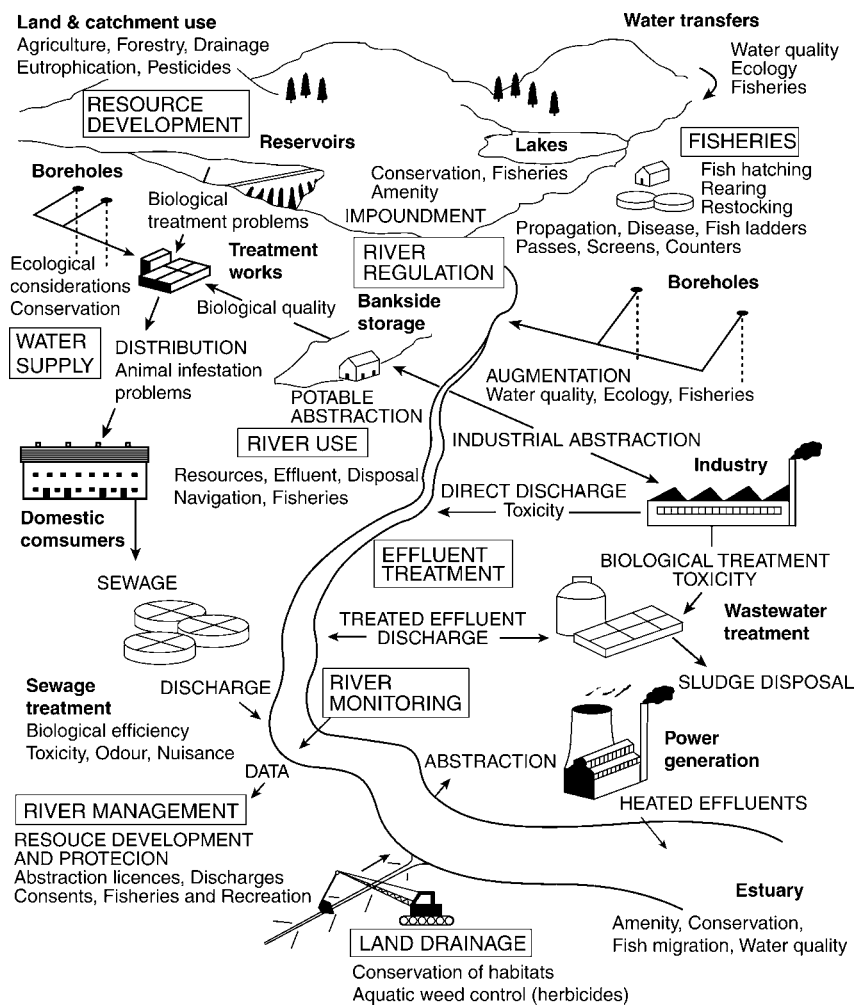 Land & catchment use
Agriculture, Forestry, Drainage
Eutrophication, Pesticides
Water transfers
Water quality
Ecology
Fisheries
RESOURCE
DEVELOPMENT
Reservoirs
Lakes
FISHERIES
Fish hatching
Rearing
Restocking
Propagation, Disease, Fish ladders
Passes, Screens, Counters
Conservation, Fisheries
Amenity
IMPOUNDMENT
Boreholes
Biological
treatment problems
Treatment
works
RIVER
REGULATION
Ecological
considerations
Conservation
Biological quality
Bankside
storage
Boreholes
WATER
SUPPLY
DISTRIBUTION
Animal infestation
problems
POTABLE
ABSTRACTION
AUGMENTATION
Water quality, Ecology, Fisheries
RIVER USE
Resources, Effluent, Disposal
Navigation, Fisheries
INDUSTRIAL ABSTRACTION
Industry
DIRECT DISCHARGE
Toxicity
Domestic
comsumers
EFFLUENT
TREATMENT
BIOLOGICAL TREATMENT
TOXICITY
SEWAGE
TREATED EFFLUENT
DISCHARGE
Wastewater
treatment
Sewage
treatment
Biological efficiency
Toxicity, Odour, Nuisance
DISCHARGE
RIVER
MONITORING
SLUDGE DISPOSAL
Power
generation
ABSTRACTION
HEATED EFFLUENTS
DATA
RIVER MANAGEMENT
RESOUCE DEVELOPMENT
AND PROTECION
Abstraction licences, Discharges
Consents, Fisheries and Recreation
Estuary
Amenity, Conservation,
Fish migration, Water quality
LAND DRAINAGE
Conservation of habitats
Aquatic weed control (herbicides)